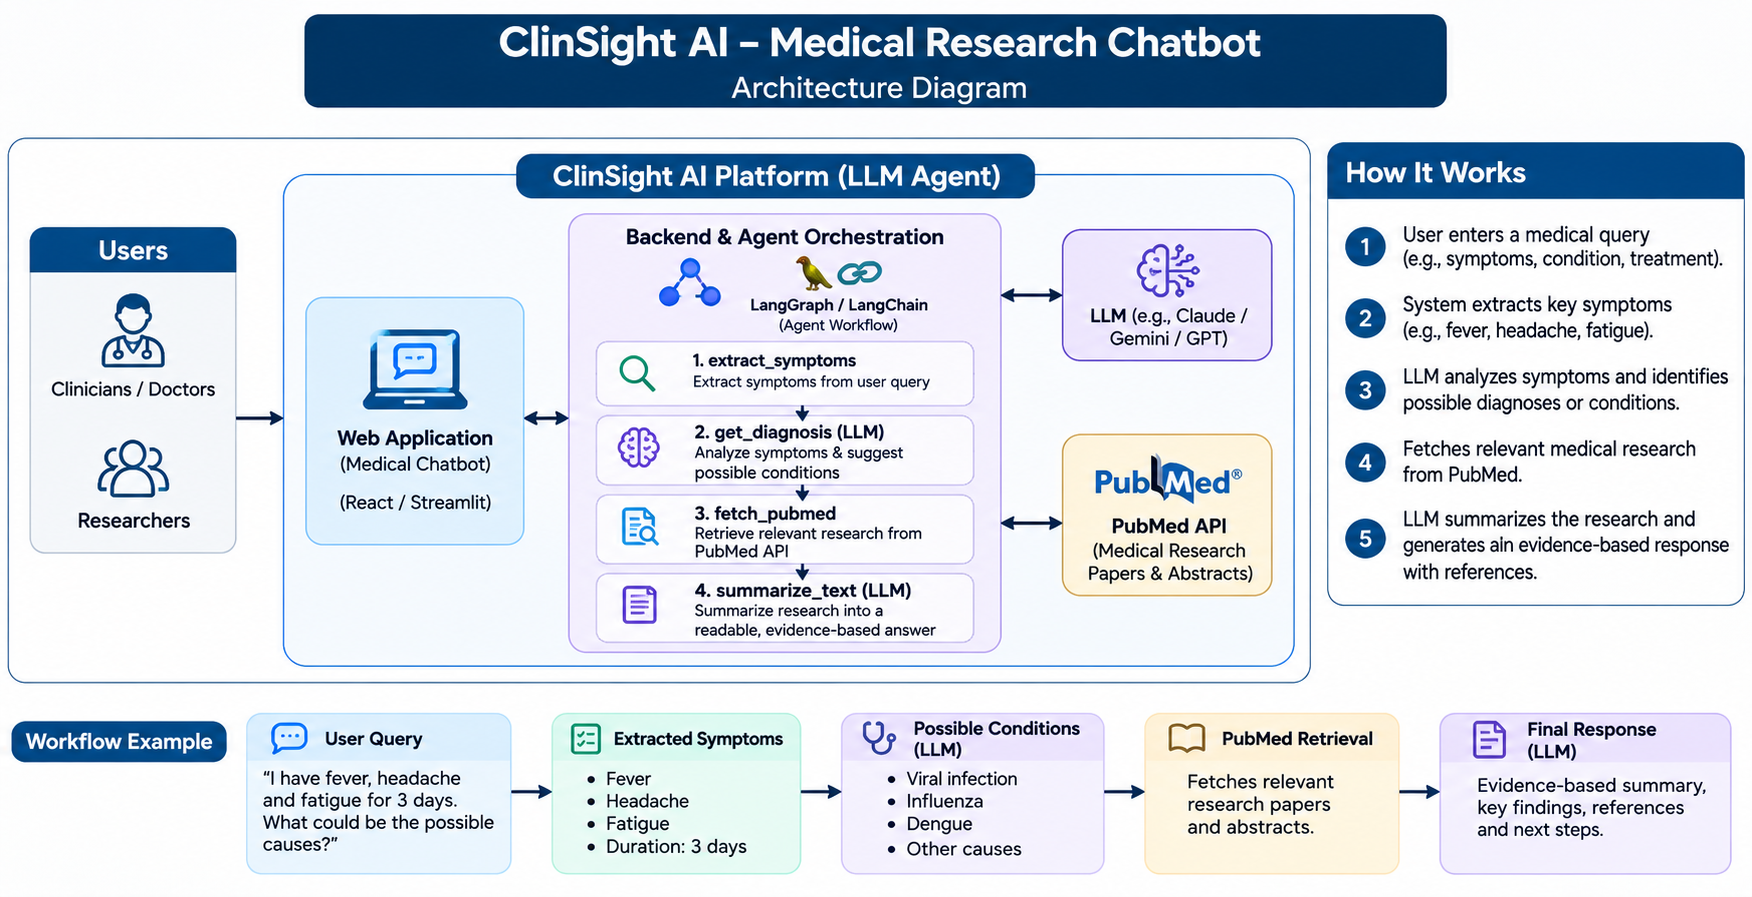 ClinSight AI – Medical Research Chatbot
Architecture Diagram
ClinSight AI Platform (LLM Agent)
Users
Clinicians / Doctors
Researchers
Web Application
(Medical Chatbot)
(React / Streamlit)
Backend & Agent Orchestration
LangGraph / LangChain
(Agent Workflow)
1. extract_symptoms
Extract symptoms from user query
2. get_diagnosis (LLM)
Analyze symptoms & suggest
possible conditions
3. fetch_pubmed
Retrieve relevant research from
PubMed API
4. summarize_text (LLM)
Summarize research into a
readable, evidence-based answer
LLM (e.g., Claude /
Gemini / GPT)
PubMed®
PubMed API
(Medical Research
Papers & Abstracts)
How It Works
1
User enters a medical query
(e.g., symptoms, condition, treatment).
2
System extracts key symptoms
(e.g., fever, headache, fatigue).
3
LLM analyzes symptoms and identifies
possible diagnoses or conditions.
4
Fetches relevant medical research
from PubMed.
5
LLM summarizes the research and
generates ain evidence-based response
with references.
Workflow Example
User Query
“I have fever, headache
and fatigue for 3 days.
What could be the possible
causes?”
Extracted Symptoms
• Fever
• Headache
• Fatigue
• Duration: 3 days
Possible Conditions
(LLM)
• Viral infection
• Influenza
• Dengue
• Other causes
PubMed Retrieval
Fetches relevant
research papers
and abstracts.
Final Response
(LLM)
Evidence-based summary,
key findings, references
and next steps.